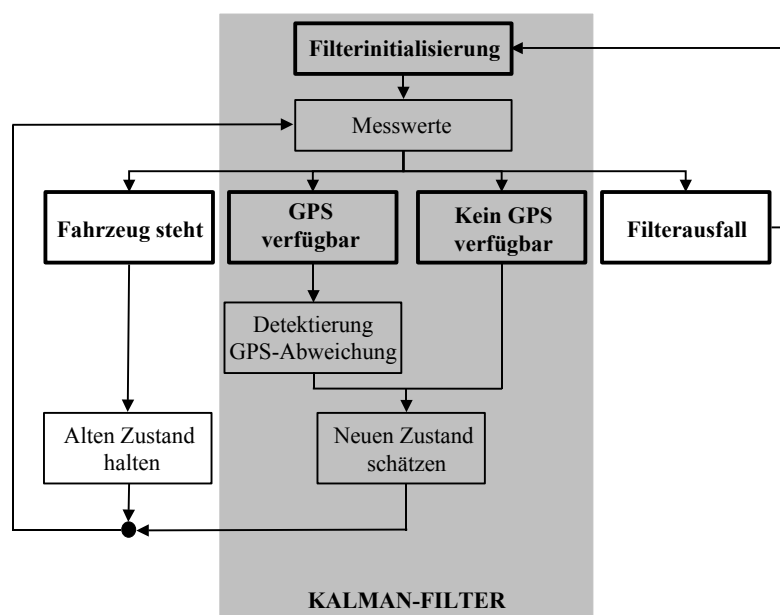 Filterinitialisierung
Messwerte
Fahrzeug steht
GPS
verfügbar
Kein GPS
verfügbar
Filterausfall
Detektierung
GPS-Abweichung
Alten Zustand
halten
Neuen Zustand
schätzen
KALMAN-FILTER